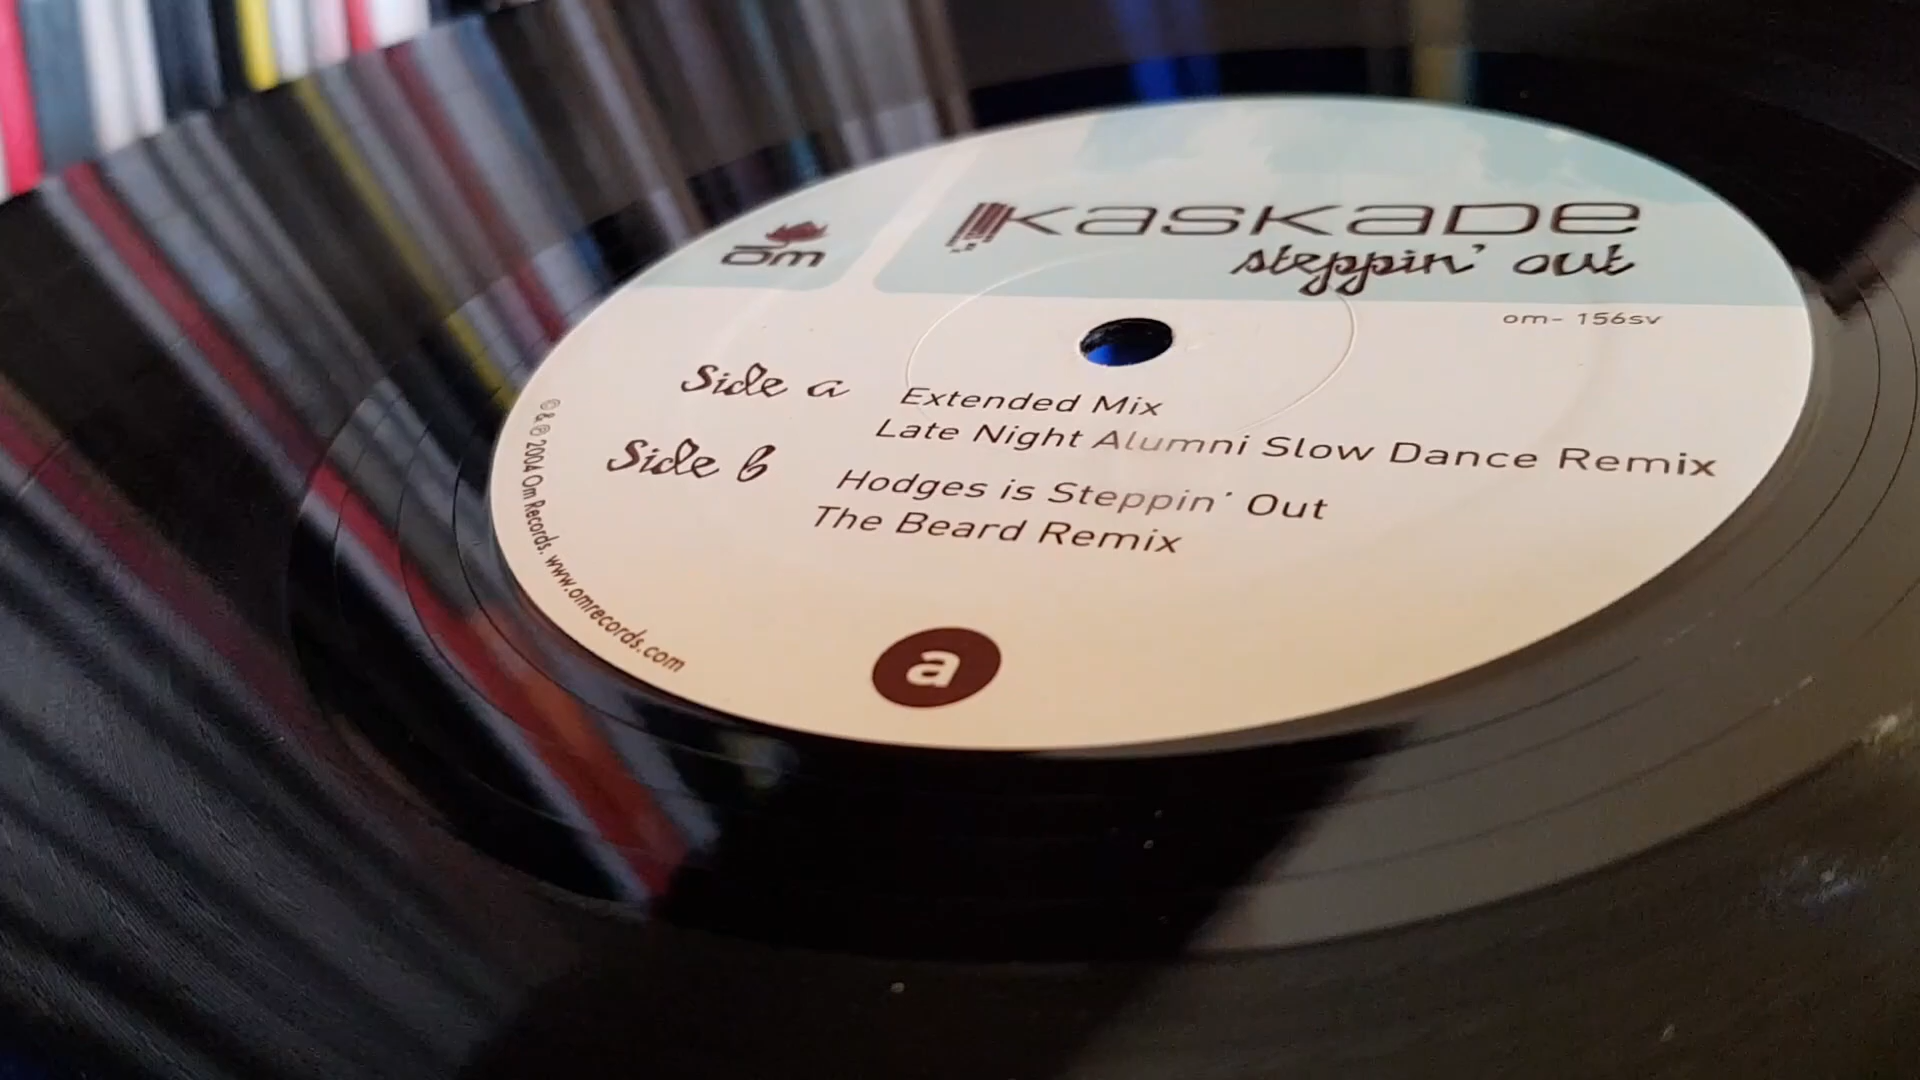 om
kaskade
steppin' out
om- 156sv
Side a
Extended Mix
Late Night Alumni Slow Dance Remix
Side b
Hodges is Steppin' Out
The Beard Remix
© & ℗ 2004 Om Records. www.omrecords.com
a